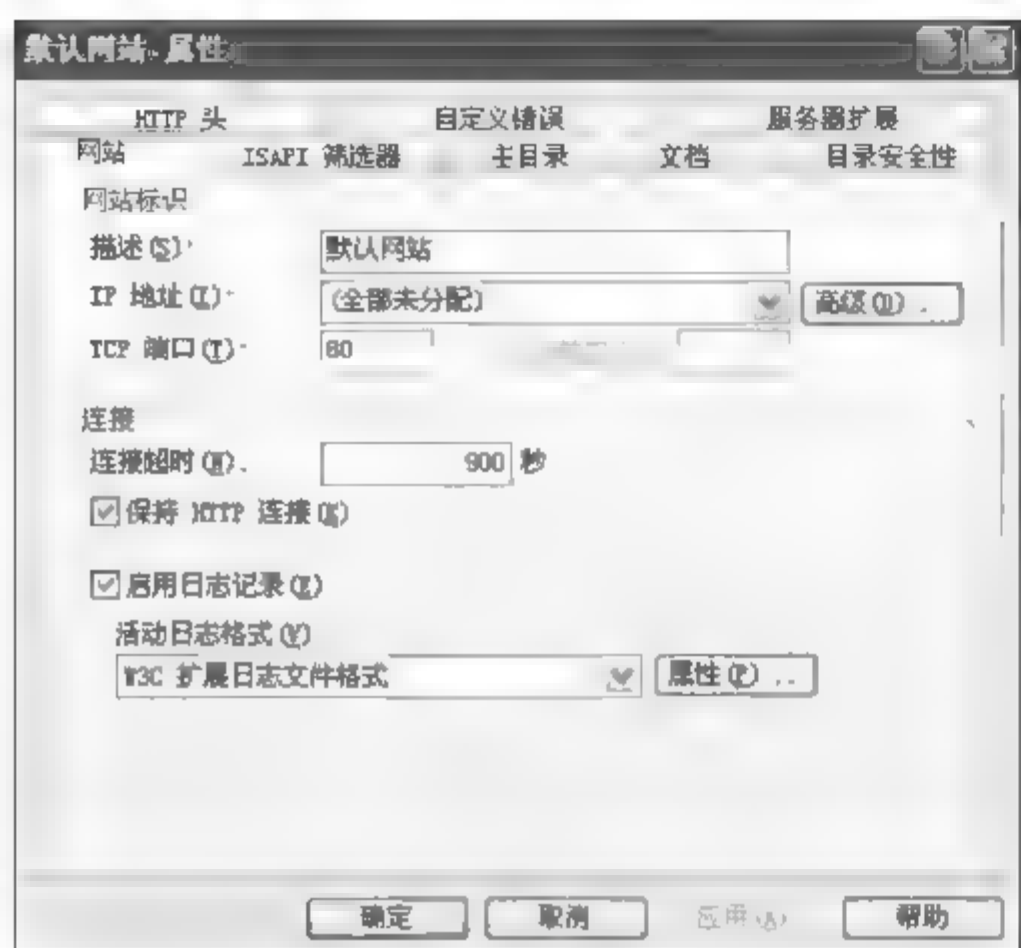 默认网站 属性
HTTP 头 自定义错误 服务器扩展
网站 ISAPI 筛选器 主目录 文档 目录安全性
网站标识
描述(S): 默认网站
IP 地址(I): (全部未分配) 高级(D)...
TCP 端口(T): 80
连接
连接超时(N): 900 秒
保持 HTTP 连接(K)
启用日志记录(E)
活动日志格式(V)
W3C 扩展日志文件格式 属性(P)...
确定 取消 应用(A) 帮助